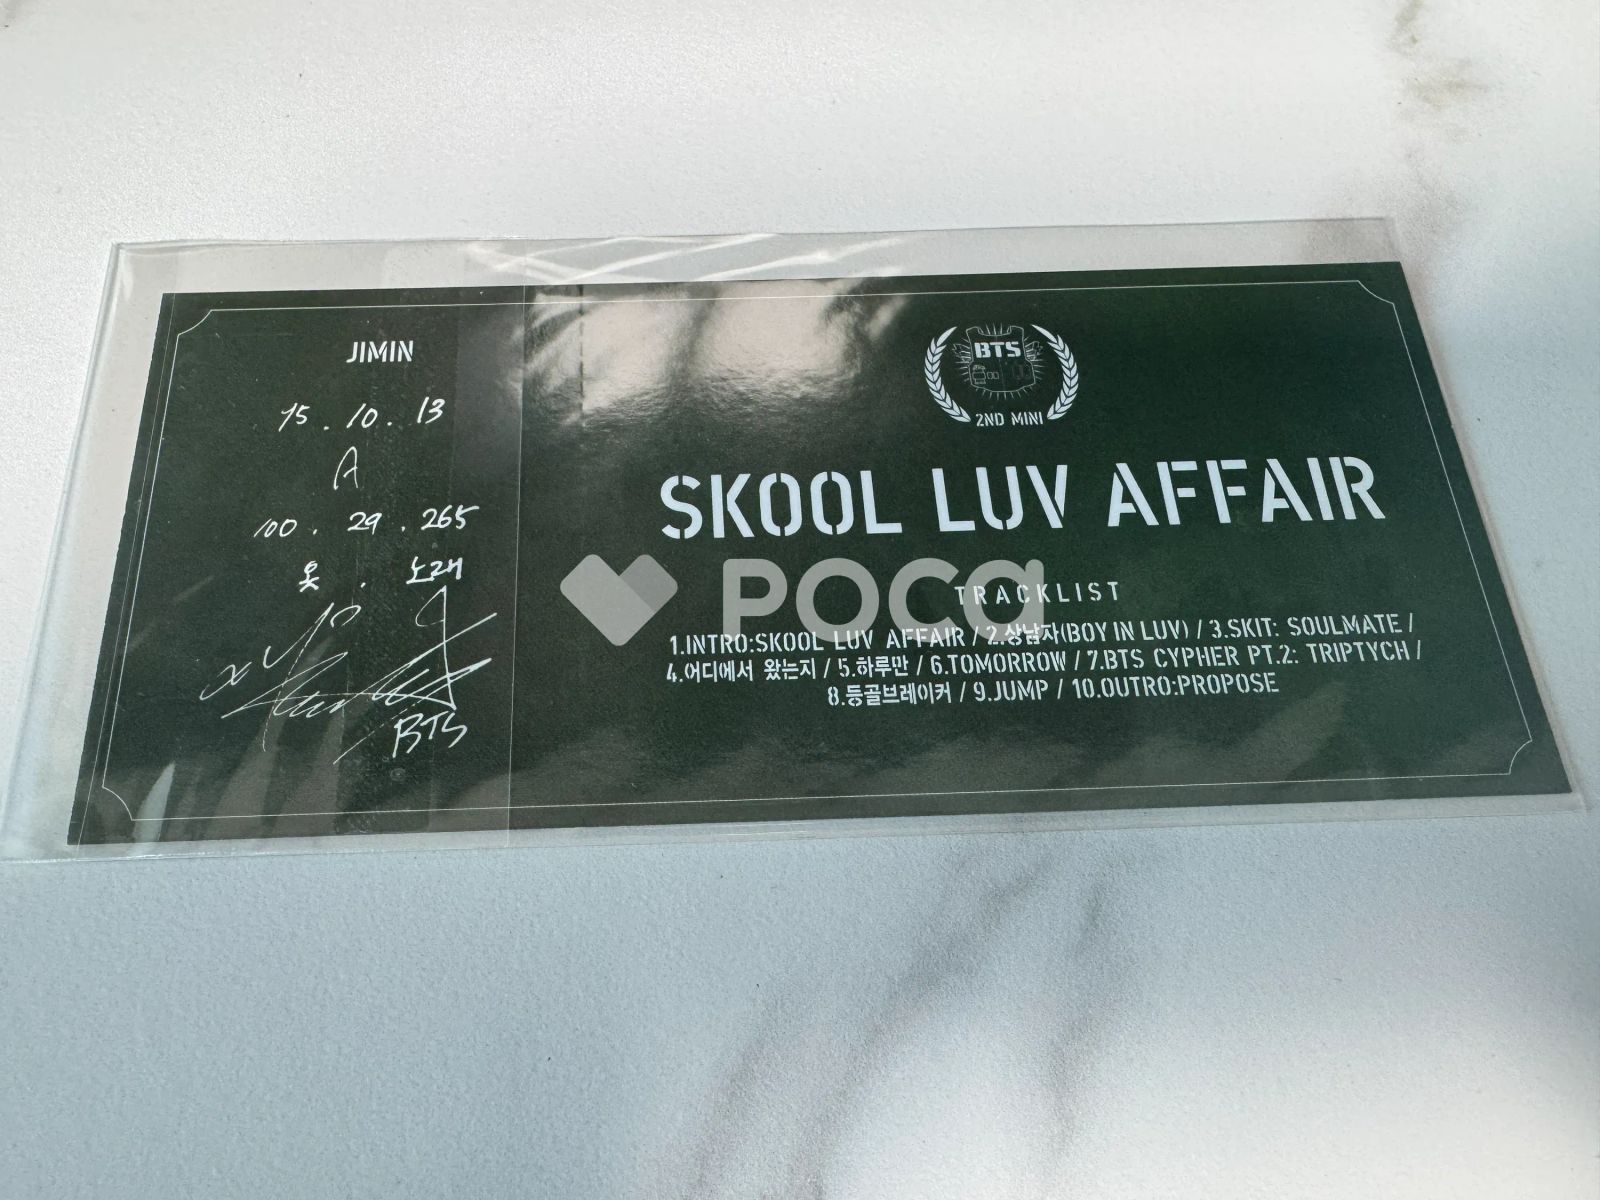 JIMIN
95.10.13
A
100.29.265
옷.노래
BTS
BTS
2ND MINI
SKOOL LUV AFFAIR
POCA
TRACKLIST
1.INTRO:SKOOL LUV AFFAIR / 2.상남자(BOY IN LUV) / 3.SKIT: SOULMATE /
4.어디에서 왔는지 / 5.하루만 / 6.TOMORROW / 7.BTS CYPHER PT.2: TRIPTYCH /
8.등골브레이커 / 9.JUMP / 10.OUTRO:PROPOSE